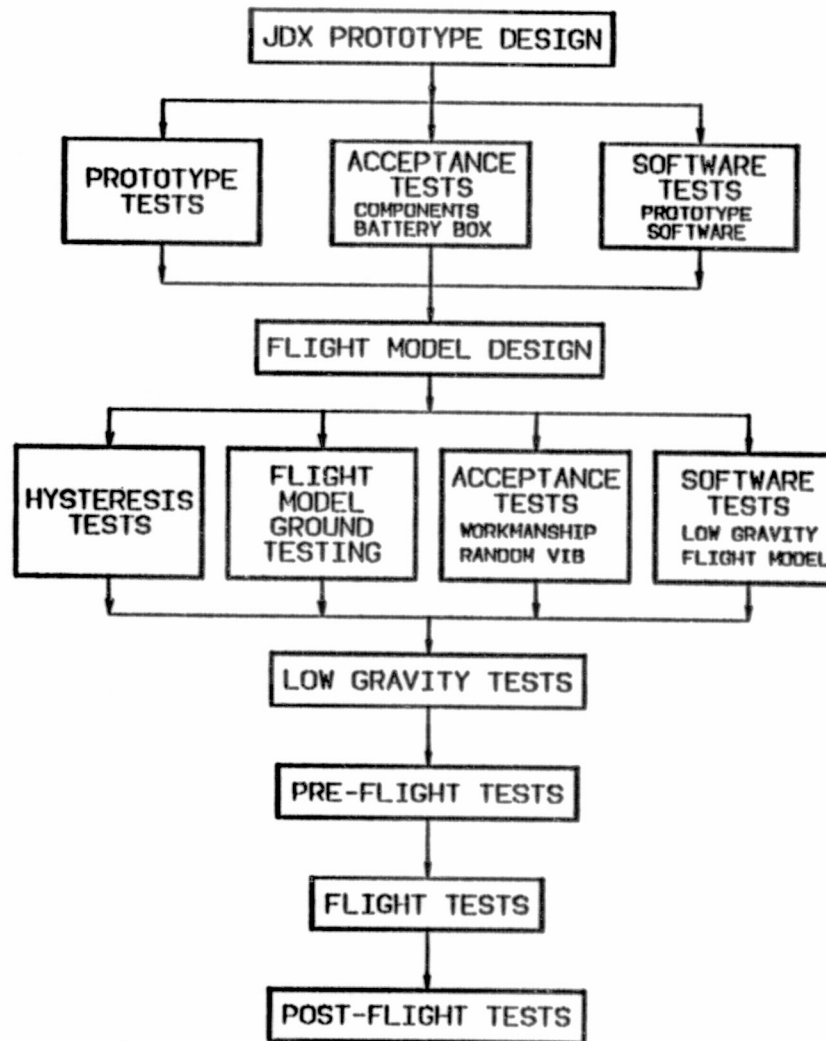 JDX PROTOTYPE DESIGN
PROTOTYPE
TESTS
ACCEPTANCE
TESTS
COMPONENTS
BATTERY BOX
SOFTWARE
TESTS
PROTOTYPE
SOFTWARE
FLIGHT MODEL DESIGN
HYSTERESIS
TESTS
FLIGHT
MODEL
GROUND
TESTING
ACCEPTANCE
TESTS
WORKMANSHIP
RANDOM VIB
SOFTWARE
TESTS
LOW GRAVITY
FLIGHT MODEL
LOW GRAVITY TESTS
PRE-FLIGHT TESTS
FLIGHT TESTS
POST-FLIGHT TESTS